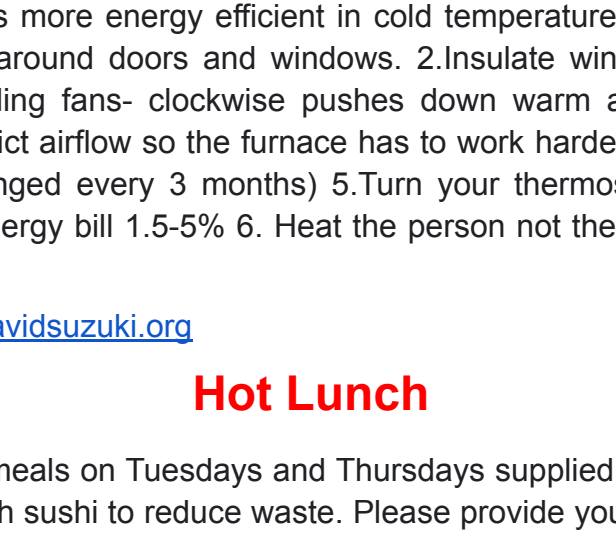 s more energy efficient in cold temperature
around doors and windows. 2.Insulate win
ling fans- clockwise pushes down warm a
ict airflow so the furnace has to work harde
nged every 3 months) 5.Turn your thermos
ergy bill 1.5-5% 6. Heat the person not the
avidsuzuki.org
Hot Lunch
meals on Tuesdays and Thursdays supplied
h sushi to reduce waste. Please provide you